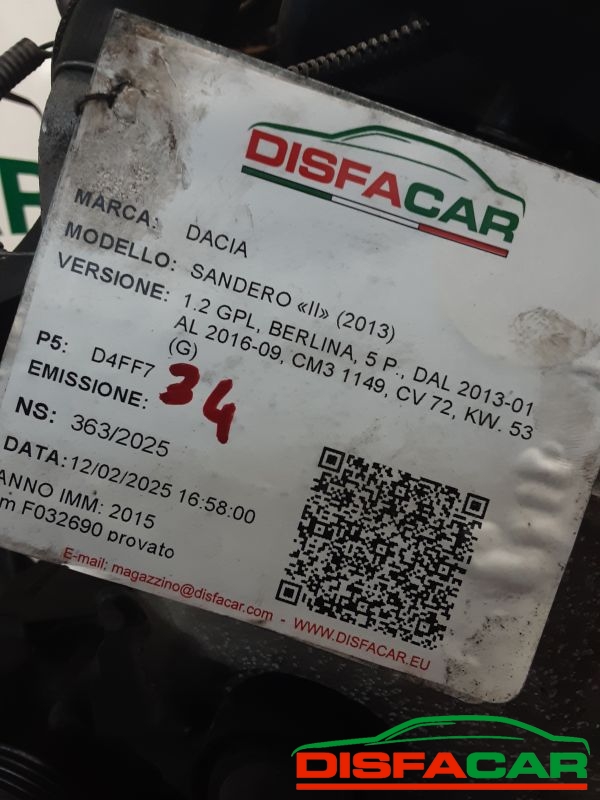 DISFACAR
MARCA: DACIA
MODELLO: SANDERO «II» (2013)
VERSIONE: 1.2 GPL, BERLINA, 5 P., DAL 2013-01
AL 2016-09, CM3 1149, CV 72, KW. 53
(G)
P5: D4FF7
34
EMISSIONE:
NS: 363/2025
DATA: 12/02/2025 16:58:00
ANNO IMM: 2015
m F032690 provato
E-mail: magazzino@disfacar.com - WWW.DISFACAR.EU
DISFACAR